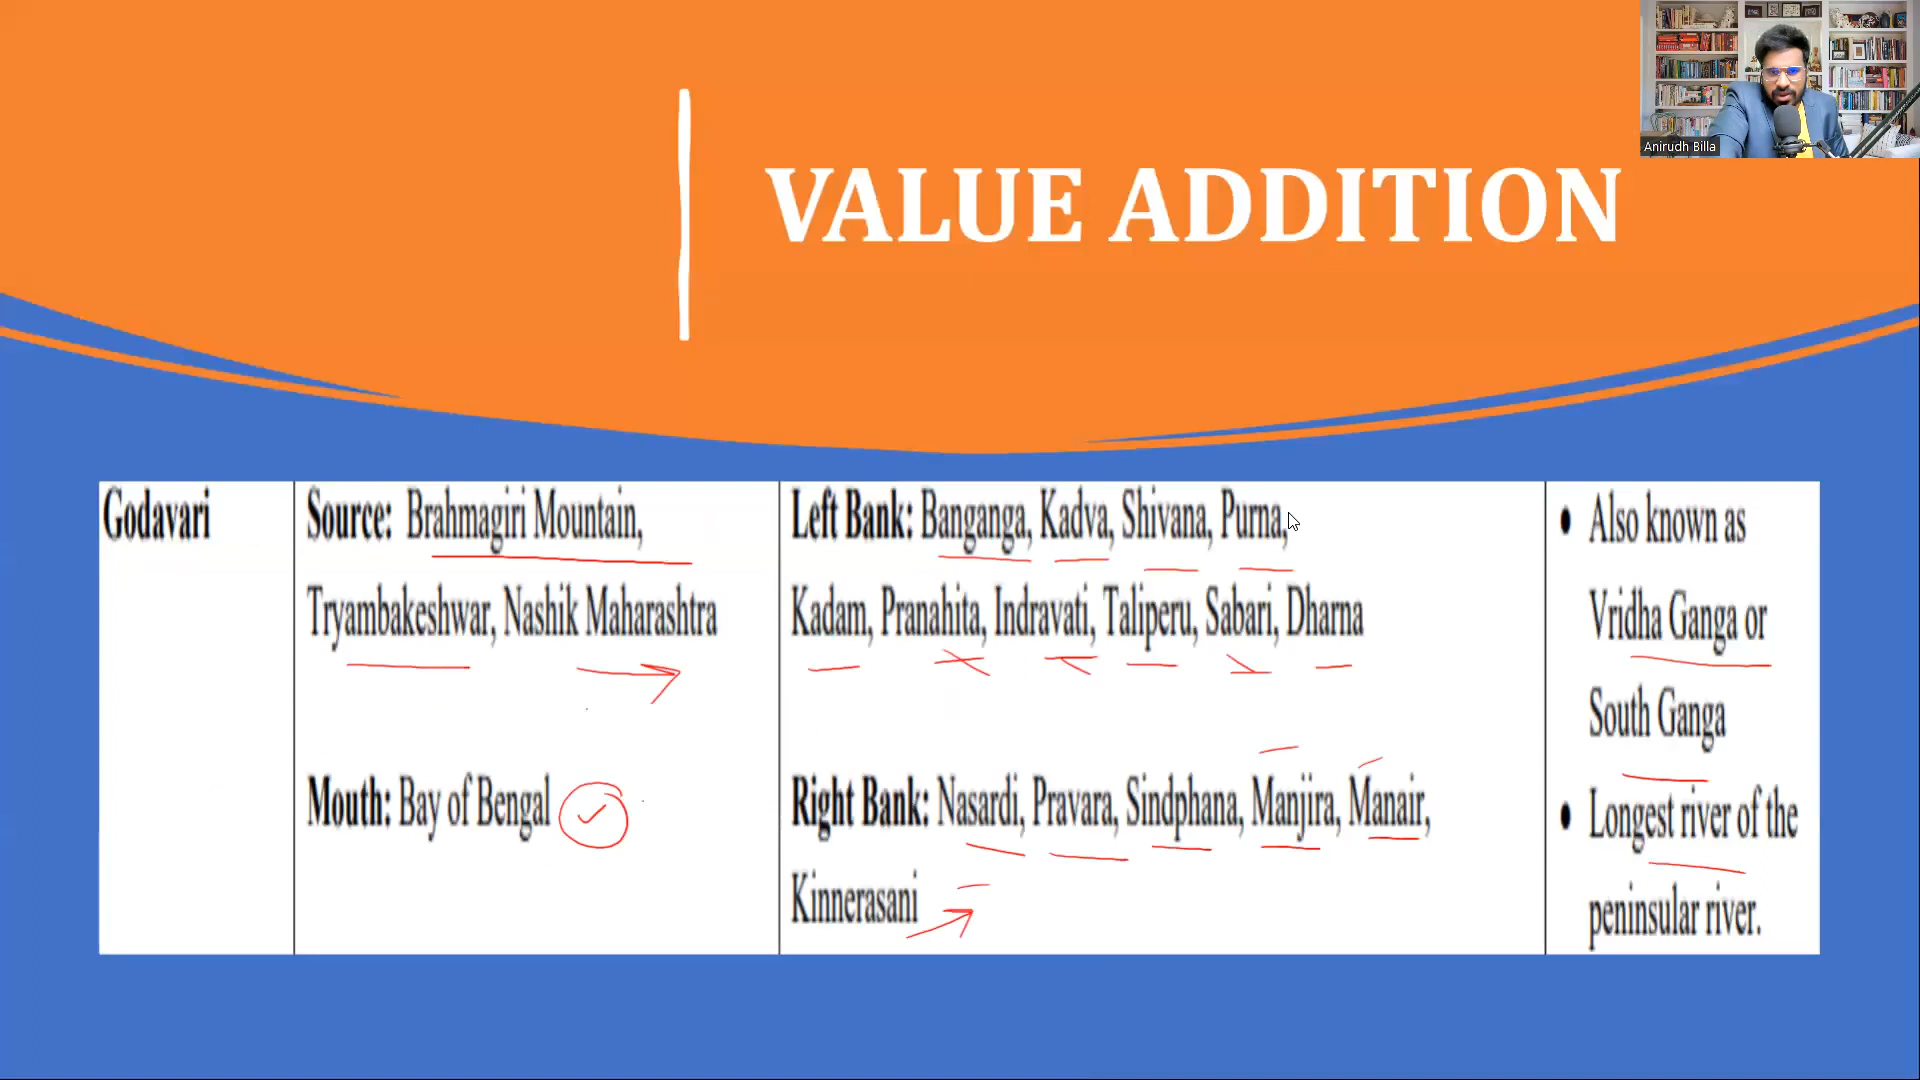 Anirudh Billa
VALUE ADDITION
Godavari
Source: Brahmagiri Mountain,
Tryambakeshwar, Nashik Maharashtra
Mouth: Bay of Bengal
Left Bank: Banganga, Kadva, Shivana, Purna,
Kadam, Pranahita, Indravati, Taliperu, Sabari, Dharna
Right Bank: Nasardi, Pravara, Sindphana, Manjira, Manair,
Kinnerasani
• Also known as
Vridha Ganga or
South Ganga
• Longest river of the
peninsular river.